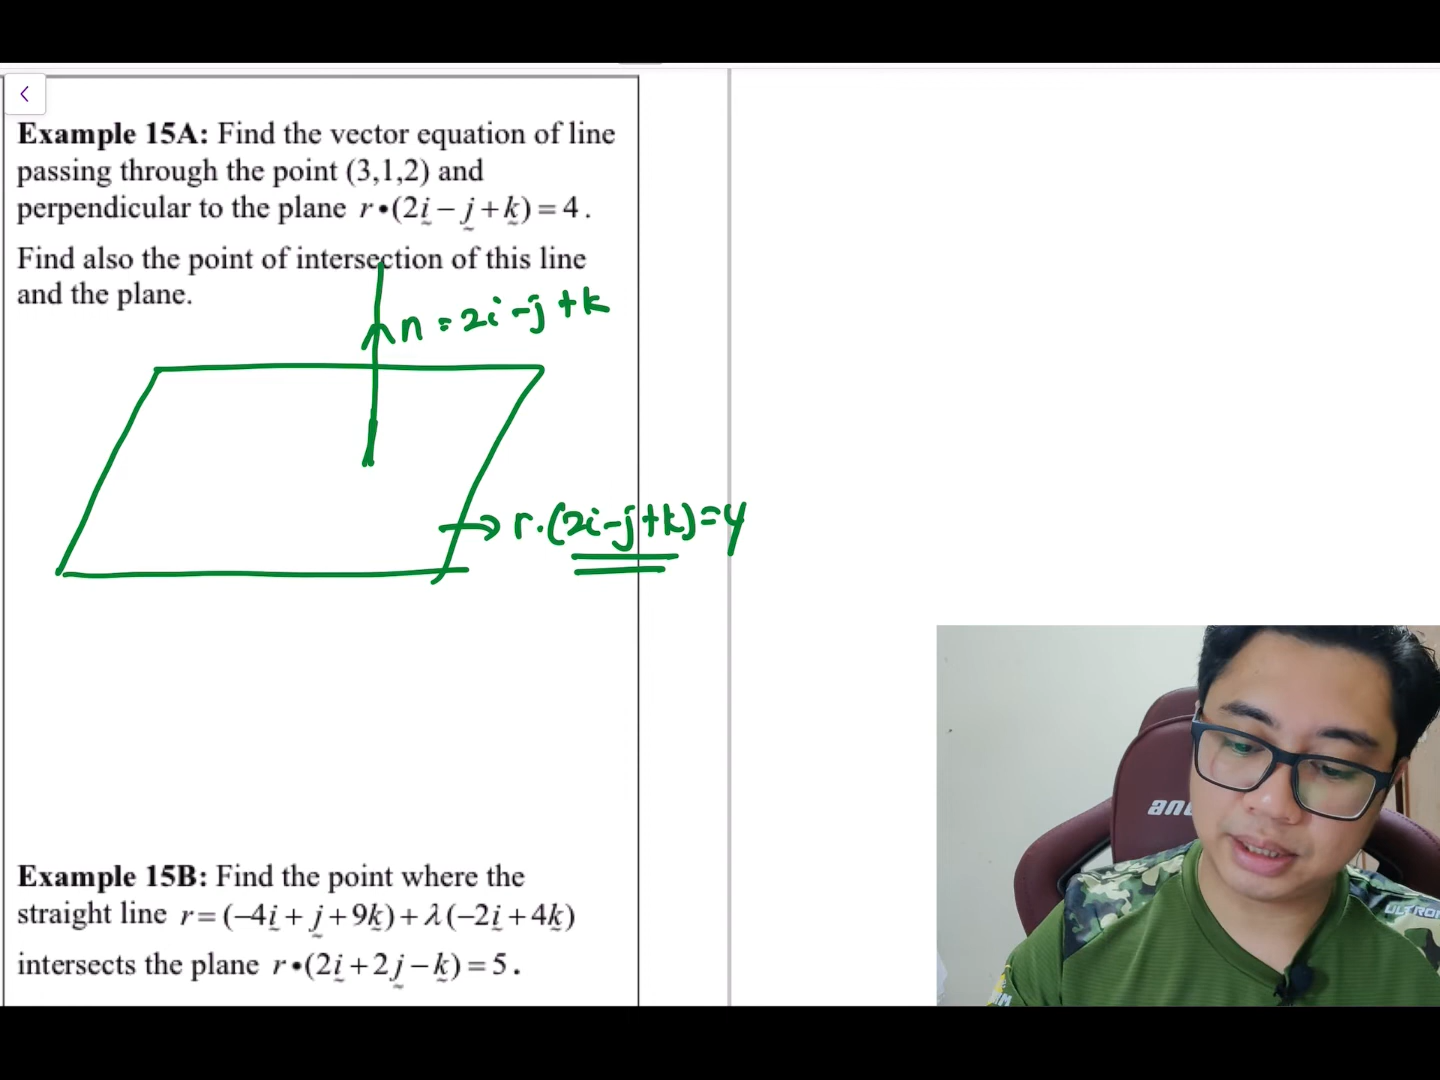 Example 15A: Find the vector equation of line
passing through the point (3,1,2) and
perpendicular to the plane r•(2i − j + k) = 4.
Find also the point of intersection of this line
and the plane.
n = 2i - j + k
r.(2i-j+k)=4
Example 15B: Find the point where the
straight line r = (−4i + j + 9k) + λ(−2i + 4k)
intersects the plane r•(2i + 2j − k) = 5.